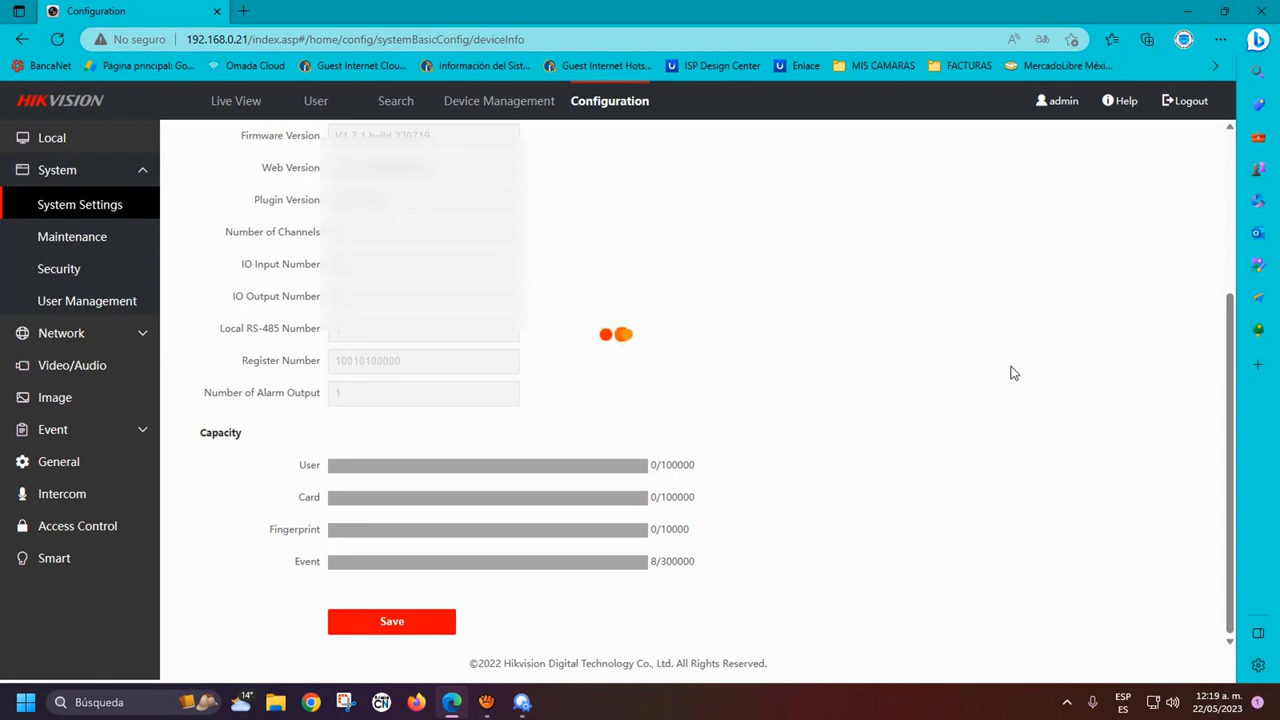 Configuration
No seguro 192.168.0.21/index.asp#/home/config/systemBasicConfig/deviceInfo
BancaNet Página principal: Go... Omada Cloud Guest Internet Clou... Información del Sist... Guest Internet Hots... ISP Design Center Enlace MIS CAMARAS FACTURAS MercadoLibre Méxi...
HIKVISION Live View User Search Device Management Configuration admin Help Logout
Local
System
System Settings
Maintenance
Security
User Management
Network
Video/Audio
Image
Event
General
Intercom
Access Control
Smart
Firmware Version V1.7.1 build 220719
Web Version
Plugin Version
Number of Channels
IO Input Number
IO Output Number
Local RS-485 Number
Register Number 10010100000
Number of Alarm Output 1
Capacity
User 0/100000
Card 0/100000
Fingerprint 0/10000
Event 8/300000
Save
©2022 Hikvision Digital Technology Co., Ltd. All Rights Reserved.
Búsqueda 14° CN ESP ES 12:19 a. m. 22/05/2023